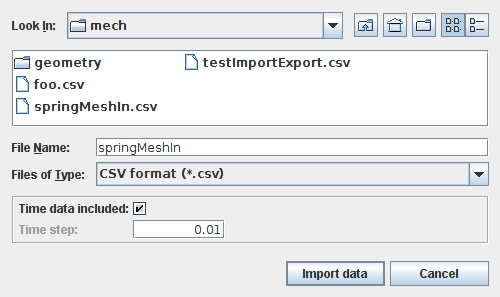 Look In: mech
geometry testImportExport.csv
foo.csv
springMeshIn.csv
File Name: springMeshIn
Files of Type: CSV format (*.csv)
Time data included:
Time step: 0.01
Import data Cancel